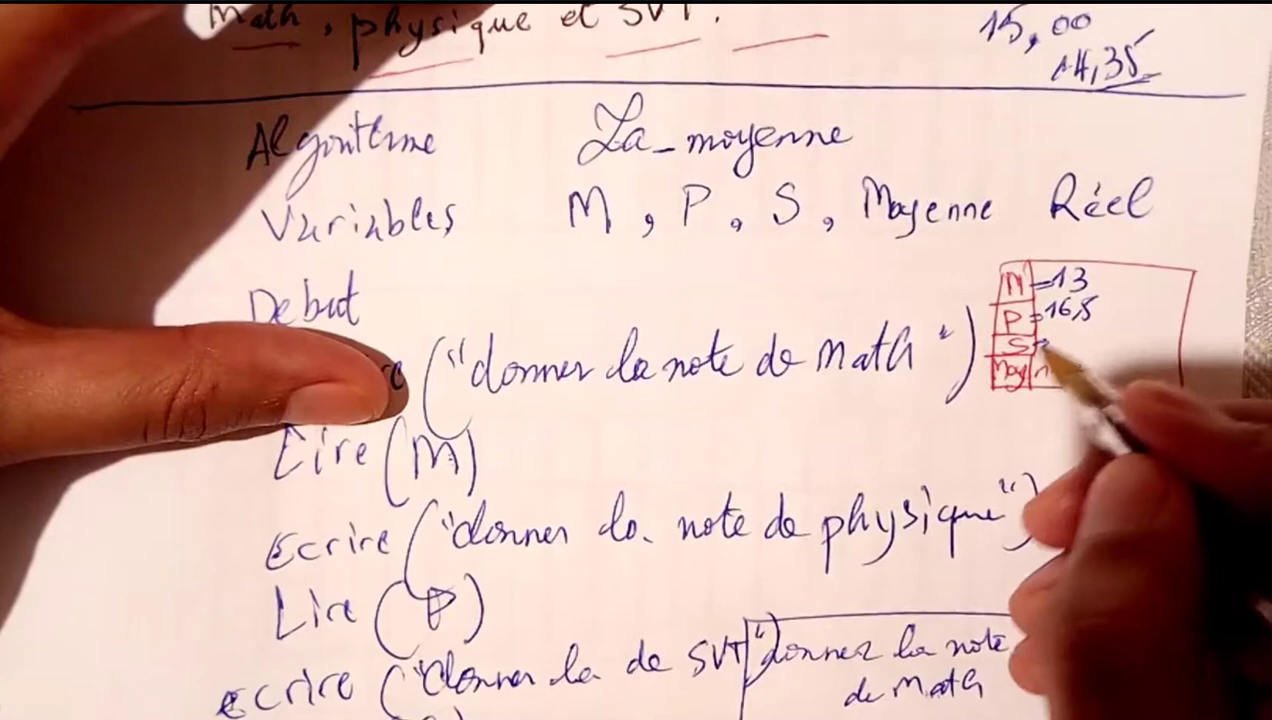 Math, physique et SVT.
15,00
14,35
Algorithme La_moyenne
Variables M, P, S, Moyenne Réel
Debut
M =13
P =16,5
S =
Moy
("donner la note de math")
Lire (M)
Ecrire ("donner la note de physique")
Lire (P)
ecrire ("donner la de SVT")
donner la note
de Math